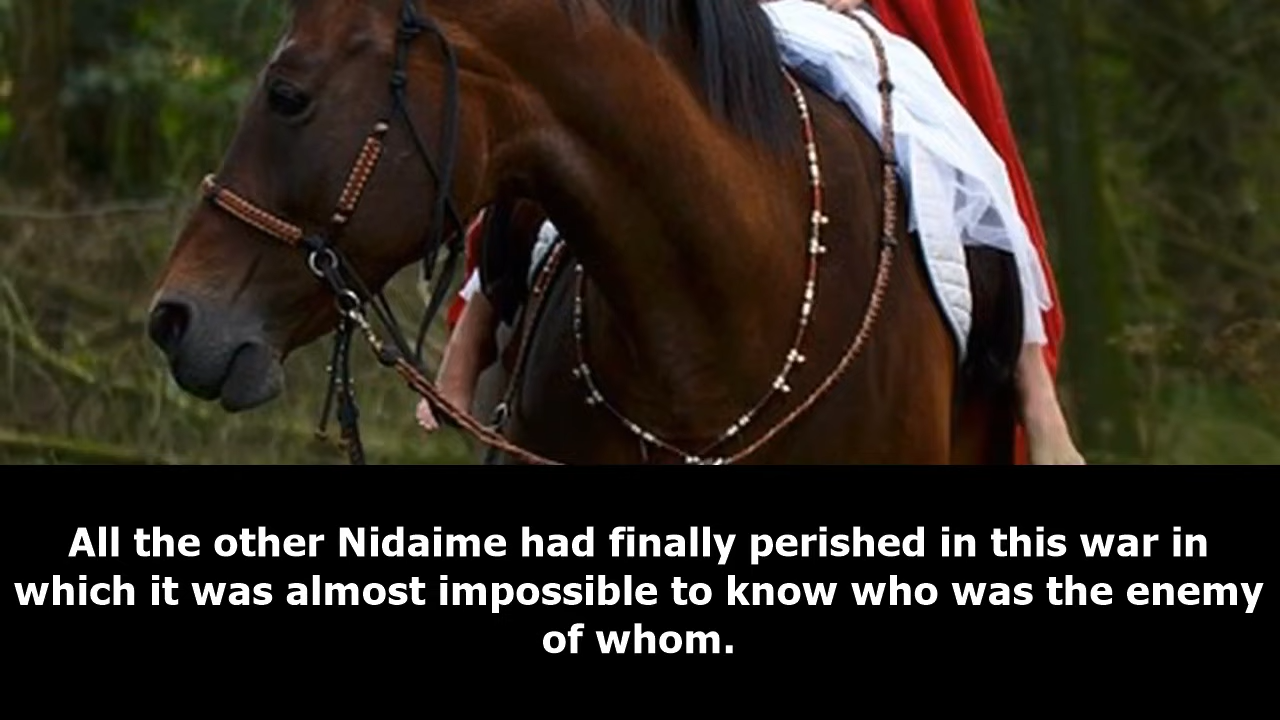 All the other Nidaime had finally perished in this war in
which it was almost impossible to know who was the enemy
of whom.